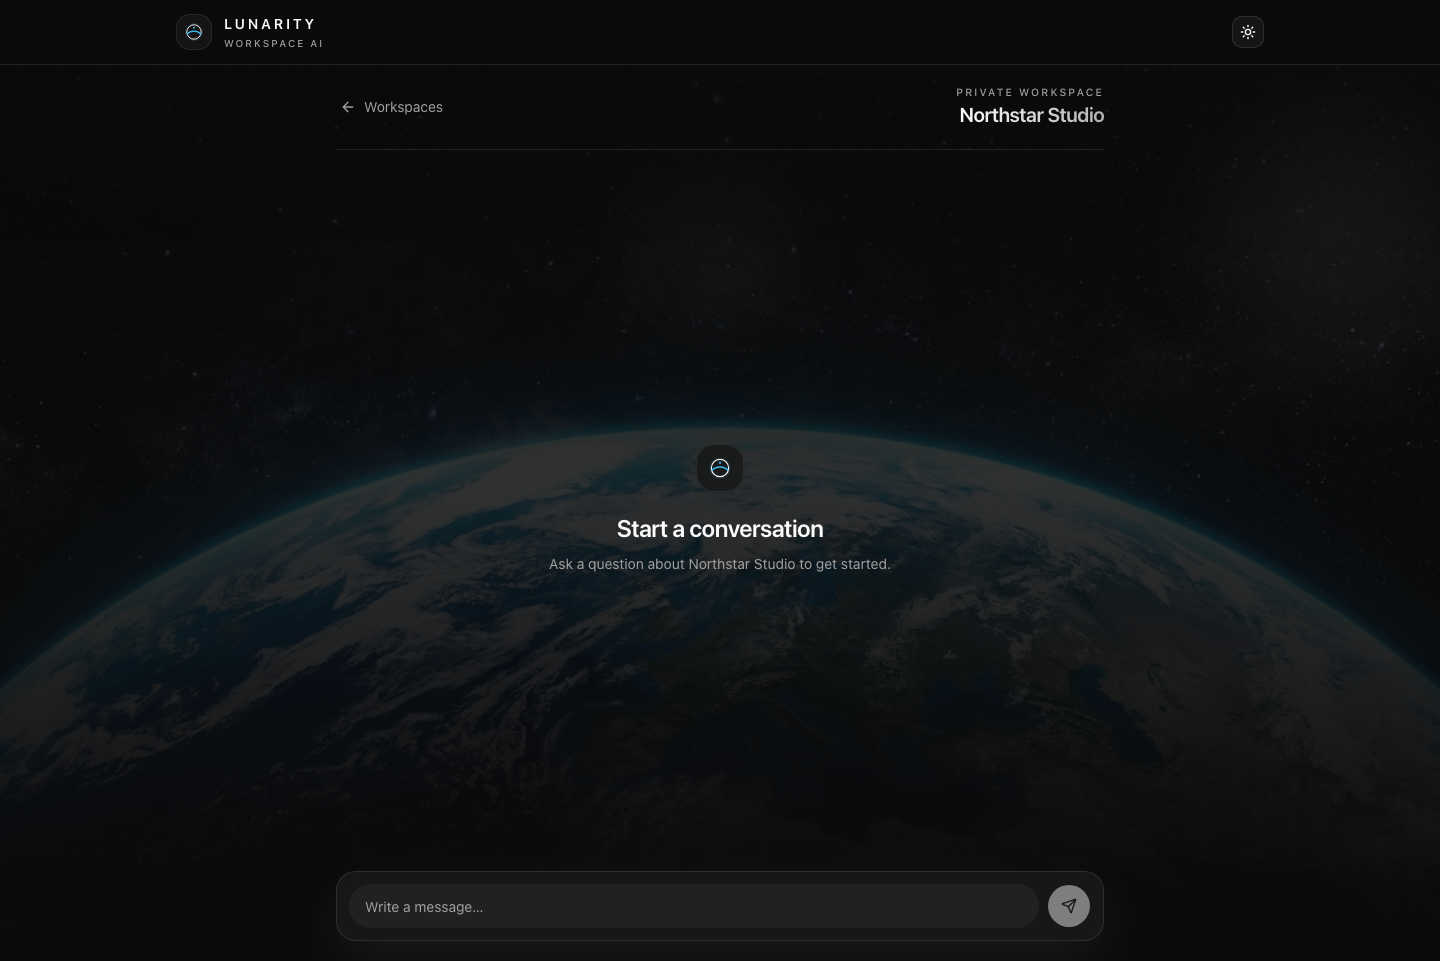 LUNARITY
WORKSPACE AI
Workspaces
PRIVATE WORKSPACE
Northstar Studio
Start a conversation
Ask a question about Northstar Studio to get started.
Write a message...